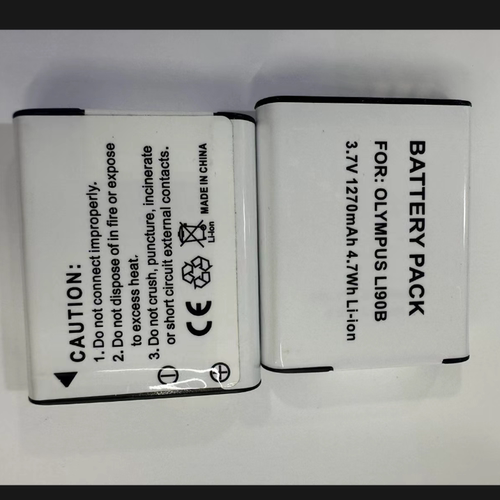 CAUTION:
1. Do not connect improperly.
2. Do not dispose of in fire or expose
to excess heat.
3. Do not crush, puncture, incinerate
or short circuit external contacts.
CE
Li-ion
MADE IN CHINA
BATTERY PACK
FOR: OLYMPUS LI90B
3.7V 1270mAh 4.7Wh Li-ion